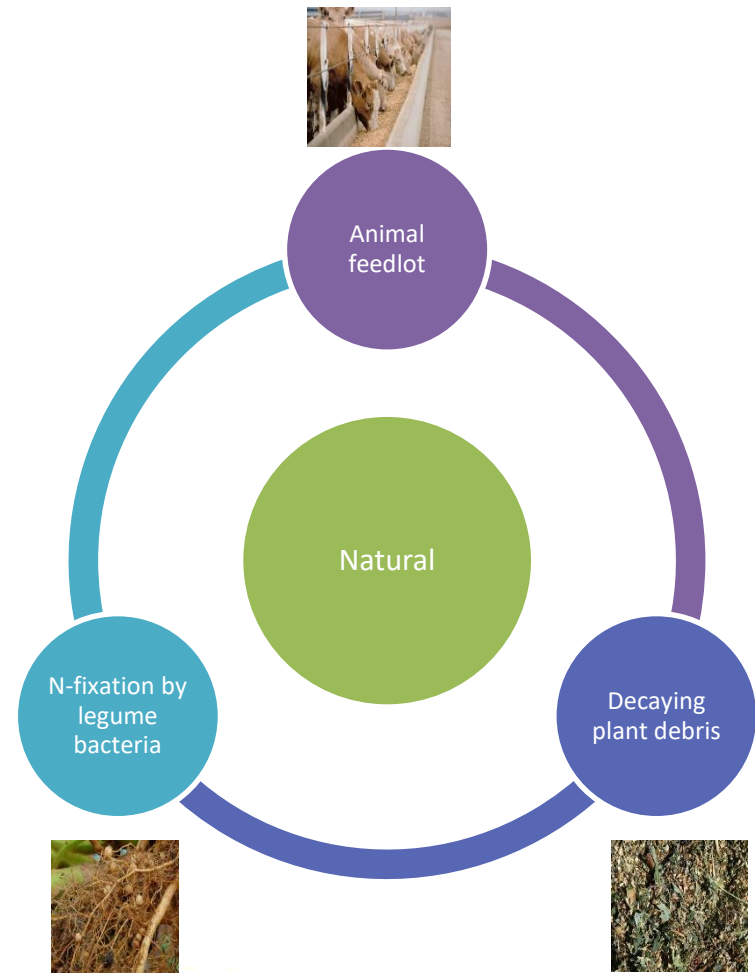 Animal
feedlot
Natural
N-fixation by
legume
bacteria
Decaying
plant debris